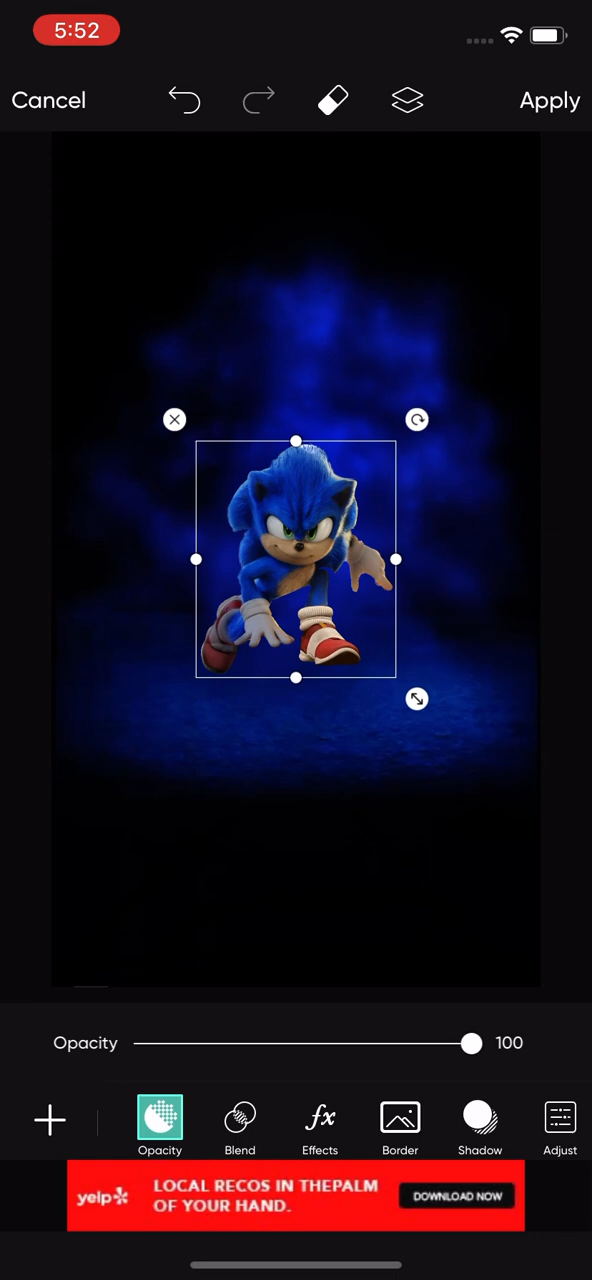 5:52
Cancel
Apply
Opacity
100
Opacity
Blend
fx
Effects
Border
Shadow
Adjust
yelp
LOCAL RECOS IN THEPALM
OF YOUR HAND.
DOWNLOAD NOW